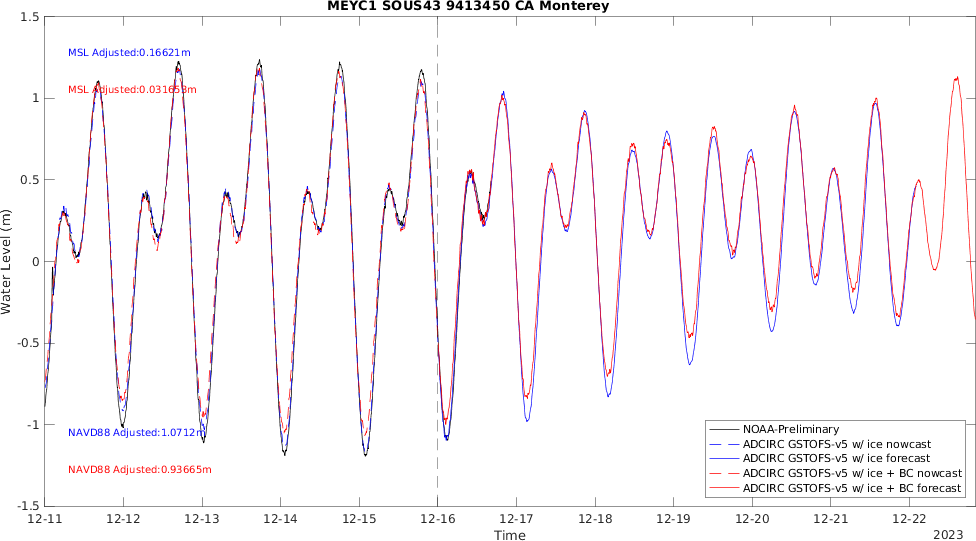 MEYC1 SOUS43 9413450 CA Monterey
1.5
1
0.5
0
-0.5
-1
-1.5
Water Level (m)
MSL Adjusted:0.16621m
MSL Adjusted:0.031653m
NAVD88 Adjusted:1.0712m
NAVD88 Adjusted:0.93665m
NOAA-Preliminary
ADCIRC GSTOFS-v5 w/ ice nowcast
ADCIRC GSTOFS-v5 w/ ice forecast
ADCIRC GSTOFS-v5 w/ ice + BC nowcast
ADCIRC GSTOFS-v5 w/ ice + BC forecast
12-11 12-12 12-13 12-14 12-15 12-16 12-17 12-18 12-19 12-20 12-21 12-22
Time
2023